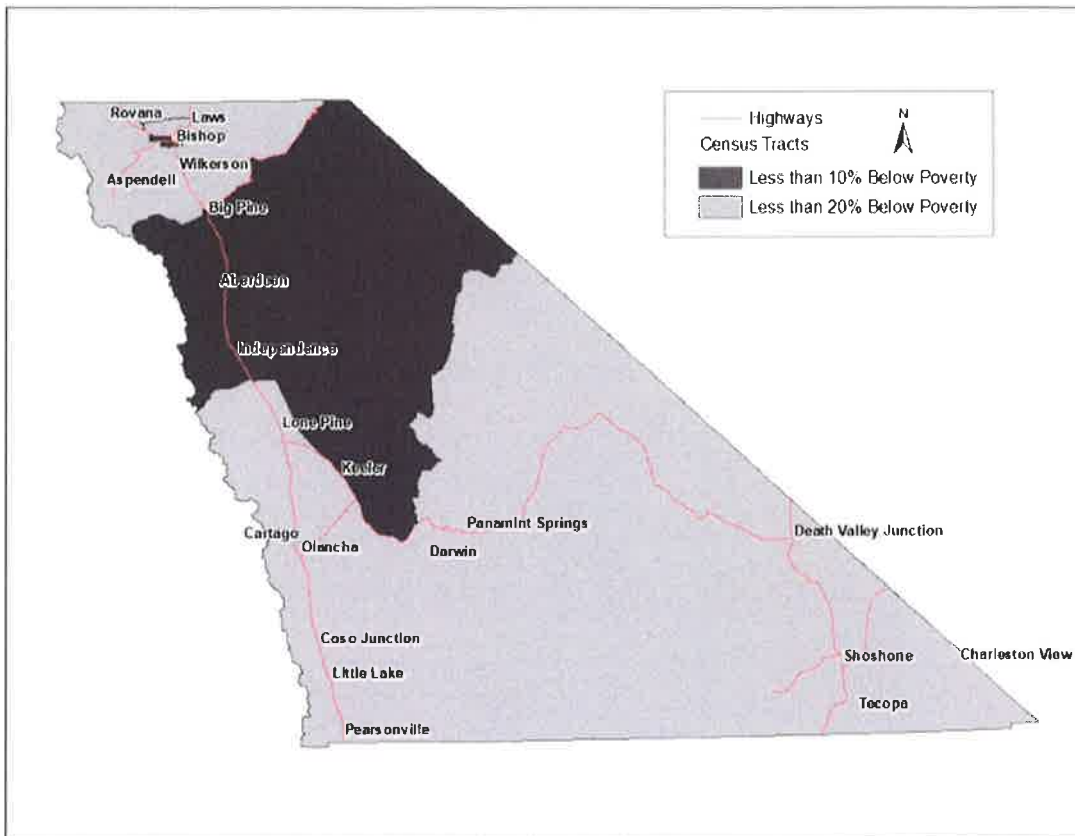 Highways
N
Census Tracts
Less than 10% Below Poverty
Less than 20% Below Poverty
Rovana
Laws
Bishop
Wilkerson
Aspendell
Big Pine
Aberdeen
Independence
Lone Pine
Keeler
Cartago
Olancha
Darwin
Panamint Springs
Death Valley Junction
Coso Junction
Little Lake
Shoshone
Charleston View
Tecopa
Pearsonville